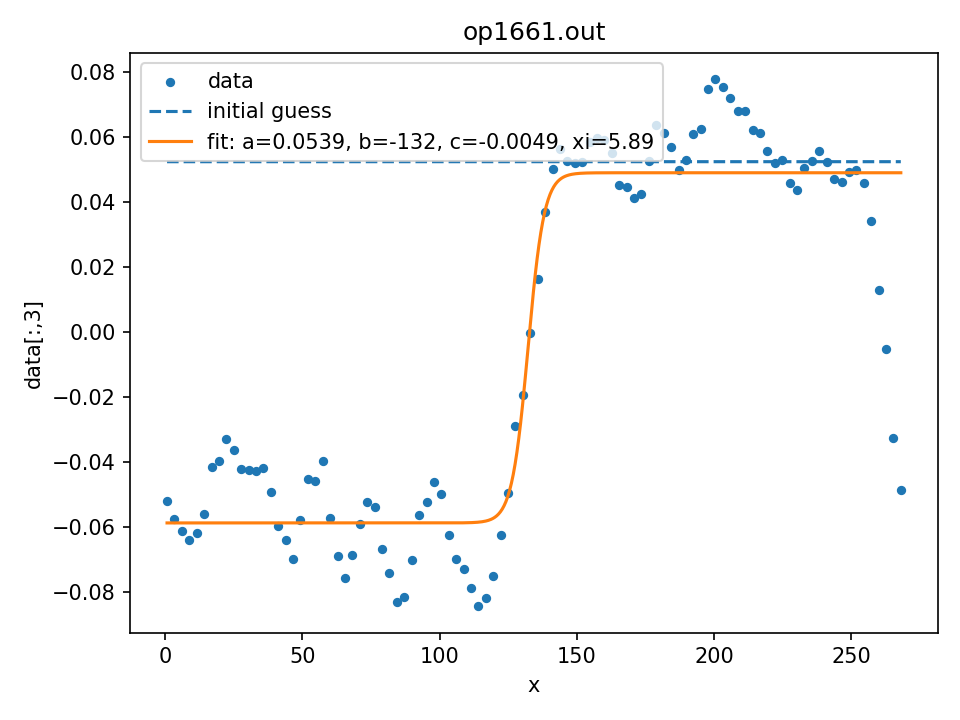 op1661.out
data
initial guess
fit: a=0.0539, b=-132, c=-0.0049, xi=5.89
0.08
0.06
0.04
0.02
0.00
−0.02
−0.04
−0.06
−0.08
data[:,3]
0 50 100 150 200 250
x